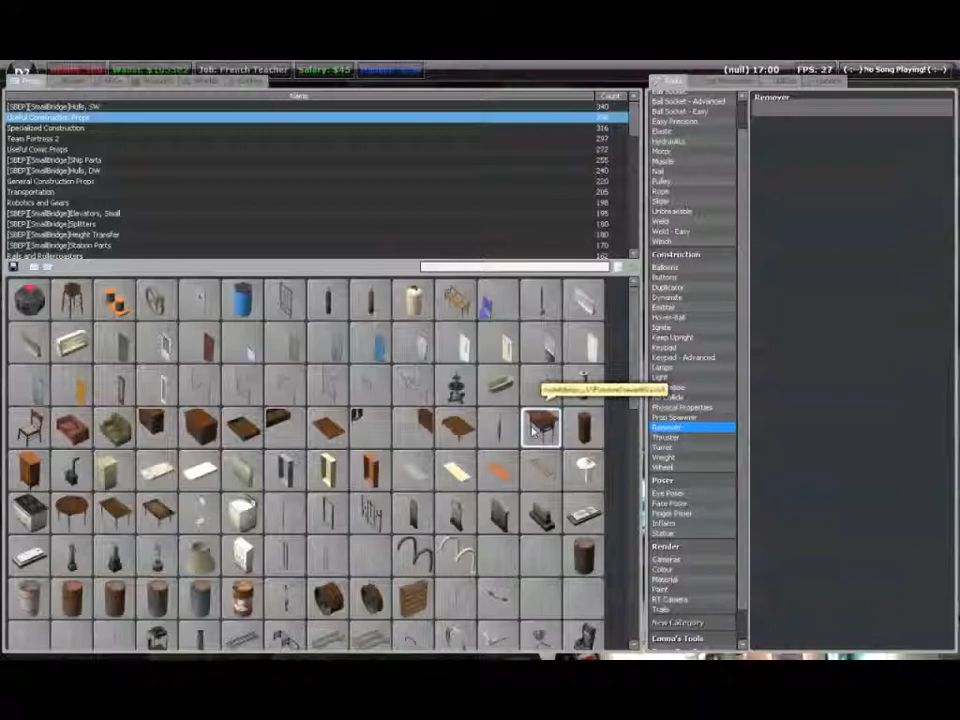 Job: French Teacher
Salary: $45
(null) 17:00
FPS: 27
(:--) No Song Playing! (--:)
Name
Count
[SBEP][SmallBridge]Hulls, SW
340
Useful Construction Props
Specialized Construction
316
Team Fortress 2
297
Useful Const Props
272
[SBEP][SmallBridge]Ship Parts
255
[SBEP][SmallBridge]Hulls, DW
240
General Construction Props
220
Transportation
205
Robotics and Gears
198
[SBEP][SmallBridge]Elevators, Small
195
[SBEP][SmallBridge]Splitters
180
[SBEP][SmallBridge]Height Transfer
180
[SBEP][SmallBridge]Station Parts
170
Rails and Rollercoasters
162
Ball Socket
Ball Socket - Advanced
Ball Socket - Easy
Easy Precision
Elastic
Hydraulic
Motor
Muscle
Nail
Pulley
Rope
Slider
Unbreakable
Weld
Weld - Easy
Winch
Construction
Balloons
Buttons
Duplicator
Dynamite
Emitter
Hover-Ball
Ignite
Keep Upright
Keypad
Keypad - Advanced
Lamps
Light
Physical Properties
Prop Spawner
Remover
Thruster
Turret
Weight
Wheel
Poser
Eye Poser
Face Poser
Finger Poser
Inflator
Statue
Render
Cameras
Colour
Material
Paint
RT Camera
Trails
New Category
Conna's Tools
Remover